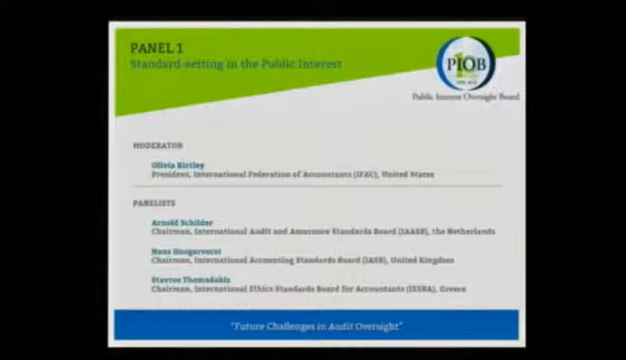 PANEL 1
Standard-setting in the Public Interest
PIOB
Public Interest Oversight Board
MODERATOR
Olivia Kirtley
President, International Federation of Accountants (IFAC), United States
PANELISTS
Arnold Schilder
Chairman, International Audit and Assurance Standards Board (IAASB), the Netherlands
Hans Hoogervorst
Chairman, International Accounting Standards Board (IASB), United Kingdom
Stavros Thomadakis
Chairman, International Ethics Standards Board for Accountants (IESBA), Greece
"Future Challenges in Audit Oversight"